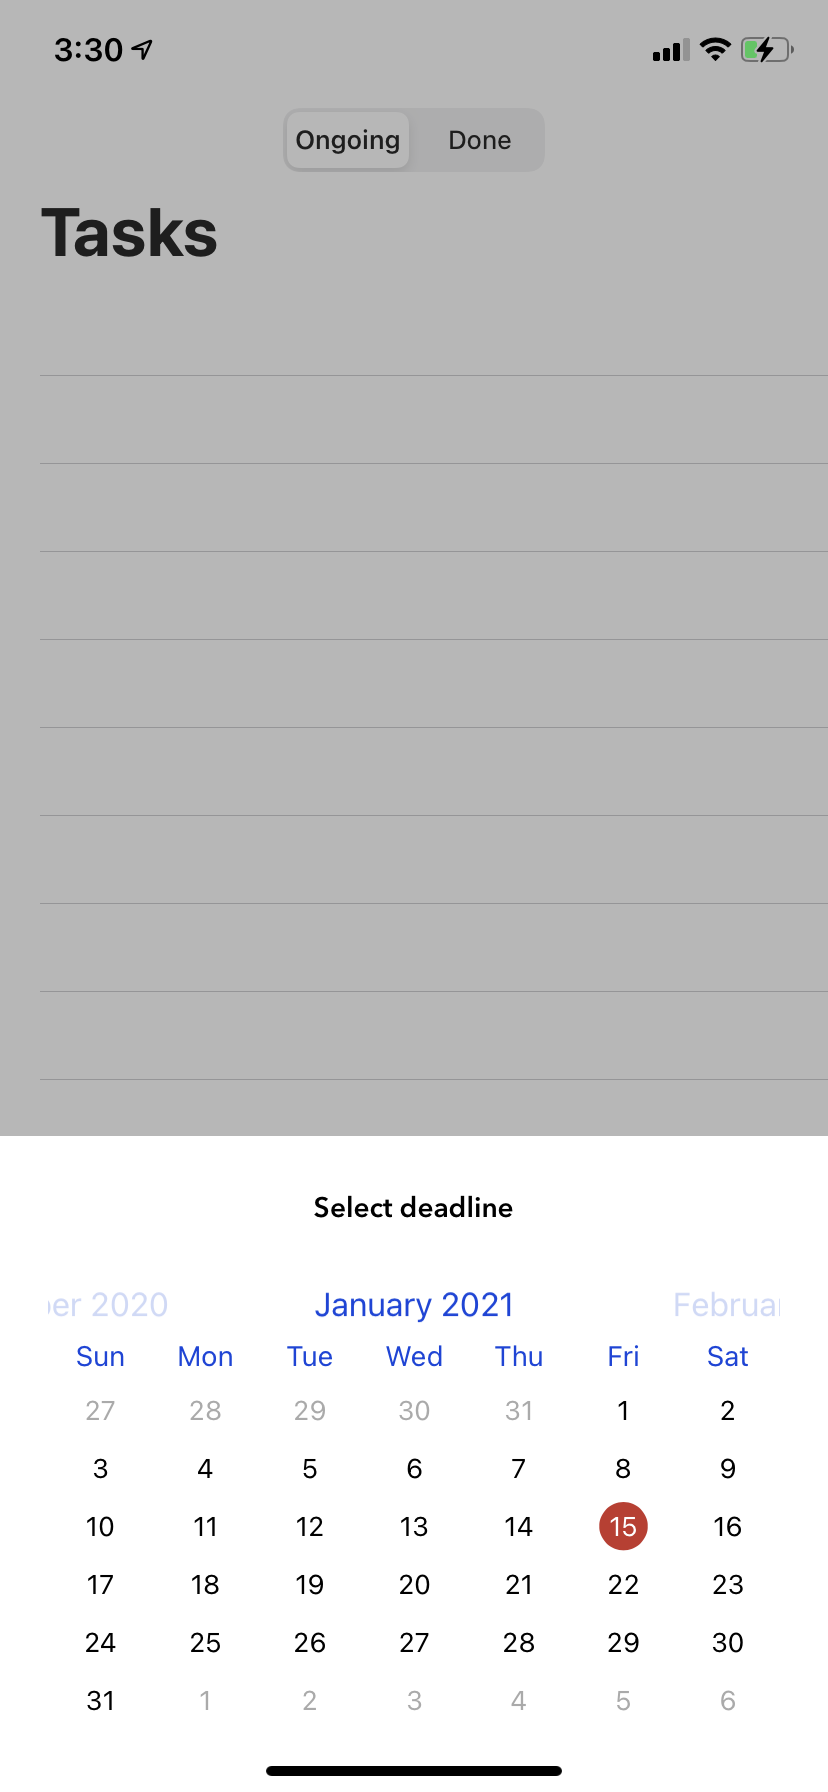 3:30
Ongoing Done
Tasks
Select deadline
ber 2020 January 2021 Februar
Sun Mon Tue Wed Thu Fri Sat
27 28 29 30 31 1 2
3 4 5 6 7 8 9
10 11 12 13 14 15 16
17 18 19 20 21 22 23
24 25 26 27 28 29 30
31 1 2 3 4 5 6